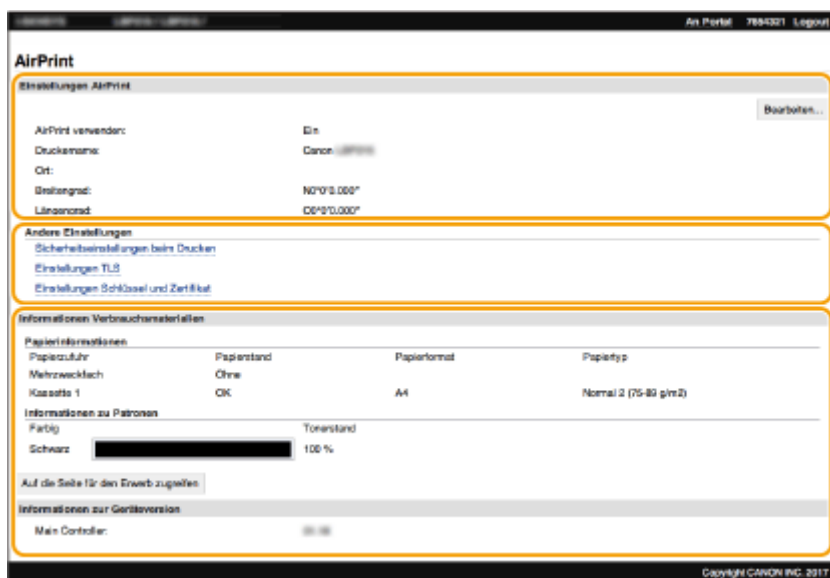 An Portal 7654321 Logout
AirPrint
Einstellungen AirPrint
Bearbeiten...
AirPrint verwenden: Ein
Druckername: Canon
Ort:
Breitengrad: N0°0'0.000"
Längengrad: O0°0'0.000"
Andere Einstellungen
Sicherheitseinstellungen beim Drucken
Einstellungen TLS
Einstellungen Schlüssel und Zertifikat
Informationen Verbrauchsmaterialien
Papierinformationen
Papierzufuhr Papierstand Papierformat Papiertyp
Mehrzweckfach Ohne
Kassette 1 OK A4 Normal 2 (75-89 g/m2)
Informationen zu Patronen
Farbig Tonerstand
Schwarz 100 %
Auf die Seite für den Erwerb zugreifen
Informationen zur Geräteversion
Main Controller:
Copyright CANON INC. 2017